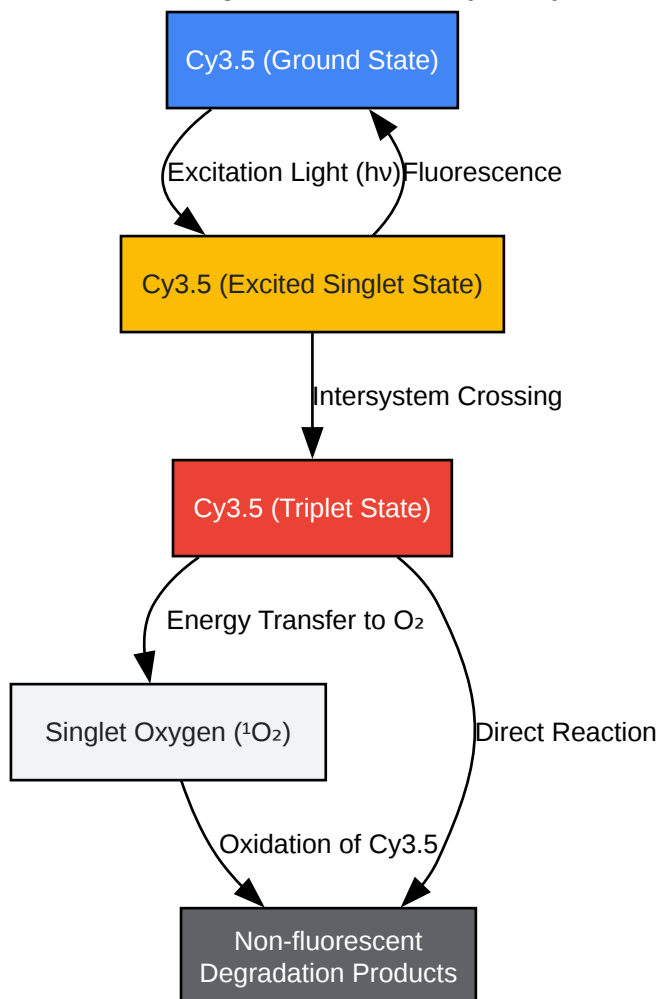 Cy3.5 (Ground State)
Excitation Light (hν)
Fluorescence
Cy3.5 (Excited Singlet State)
Intersystem Crossing
Cy3.5 (Triplet State)
Energy Transfer to O₂
Singlet Oxygen (¹O₂)
Direct Reaction
Oxidation of Cy3.5
Non-fluorescent
Degradation Products